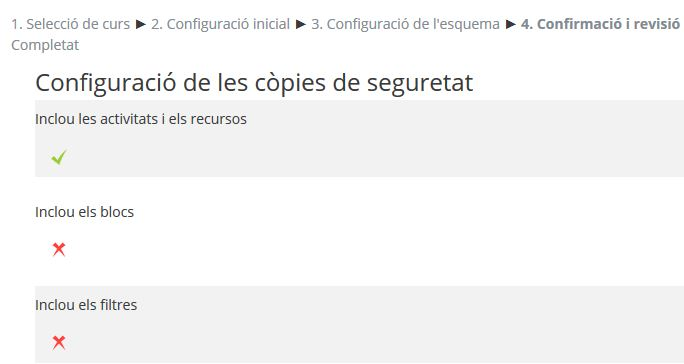 1. Selecció de curs ► 2. Configuració inicial ► 3. Configuració de l'esquema ► 4. Confirmació i revisió
Completat
Configuració de les còpies de seguretat
Inclou les activitats i els recursos
Inclou els blocs
Inclou els filtres